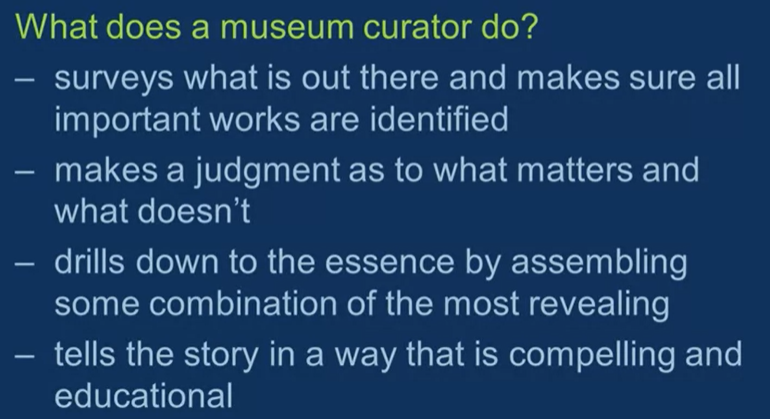 What does a museum curator do?
– surveys what is out there and makes sure all
important works are identified
– makes a judgment as to what matters and
what doesn't
– drills down to the essence by assembling
some combination of the most revealing
– tells the story in a way that is compelling and
educational